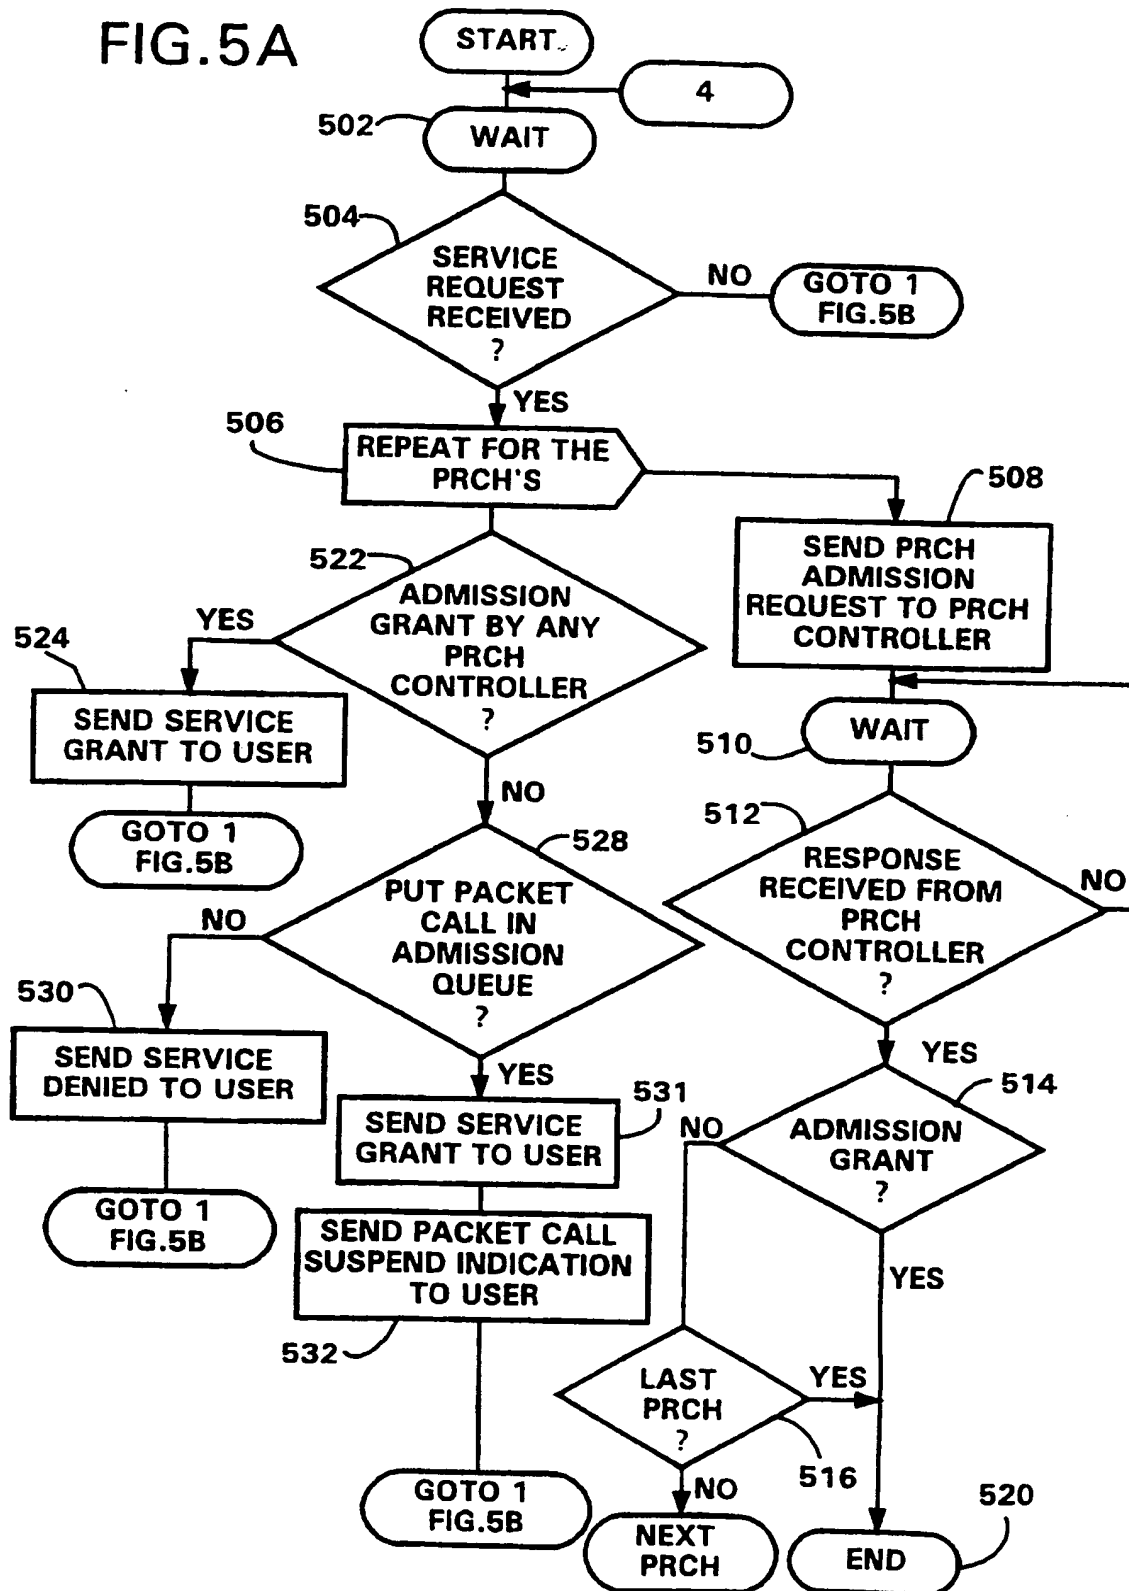 FIG.5A
START
4
502
WAIT
504
SERVICE
REQUEST
RECEIVED
?
NO
GOTO 1
FIG.5B
YES
506
REPEAT FOR THE
PRCH'S
508
SEND PRCH
ADMISSION
REQUEST TO PRCH
CONTROLLER
522
ADMISSION
GRANT BY ANY
PRCH
CONTROLLER
?
YES
524
SEND SERVICE
GRANT TO USER
GOTO 1
FIG.5B
NO
WAIT
510
512
RESPONSE
RECEIVED FROM
PRCH
CONTROLLER
?
NO
528
PUT PACKET
CALL IN
ADMISSION
QUEUE
?
NO
530
SEND SERVICE
DENIED TO USER
GOTO 1
FIG.5B
YES
531
SEND SERVICE
GRANT TO USER
SEND PACKET CALL
SUSPEND INDICATION
TO USER
532
GOTO 1
FIG.5B
YES
514
ADMISSION
GRANT
?
NO
YES
LAST
PRCH
?
YES
516
NO
NEXT
PRCH
520
END